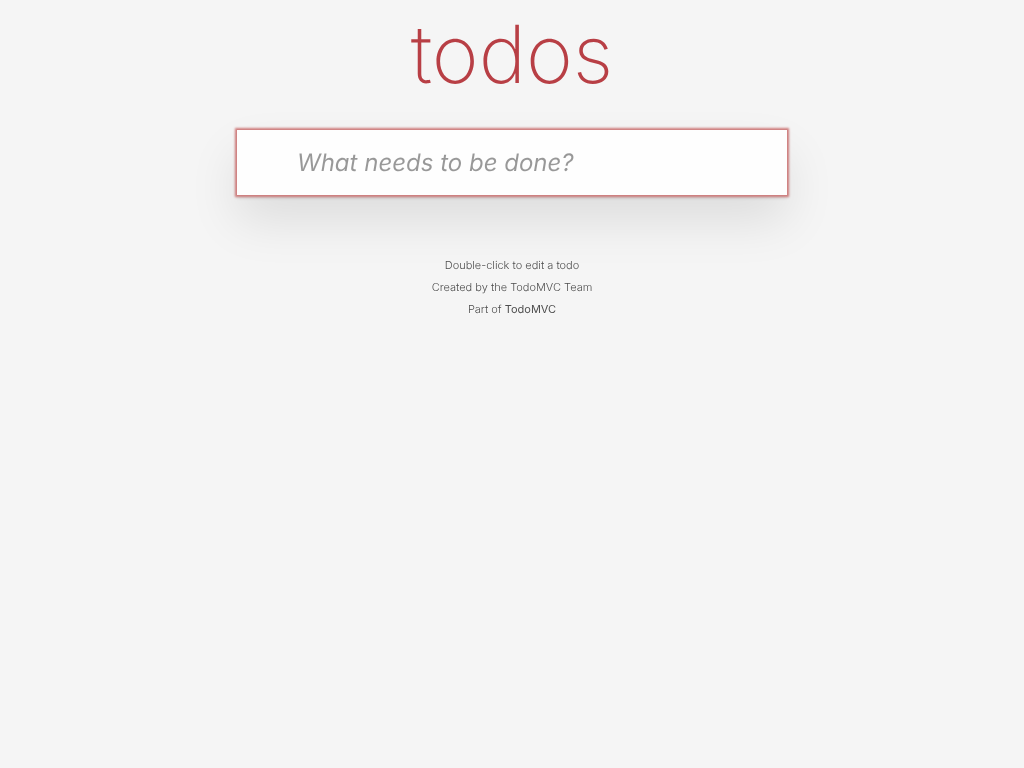 todos
What needs to be done?
Double-click to edit a todo
Created by the TodoMVC Team
Part of TodoMVC